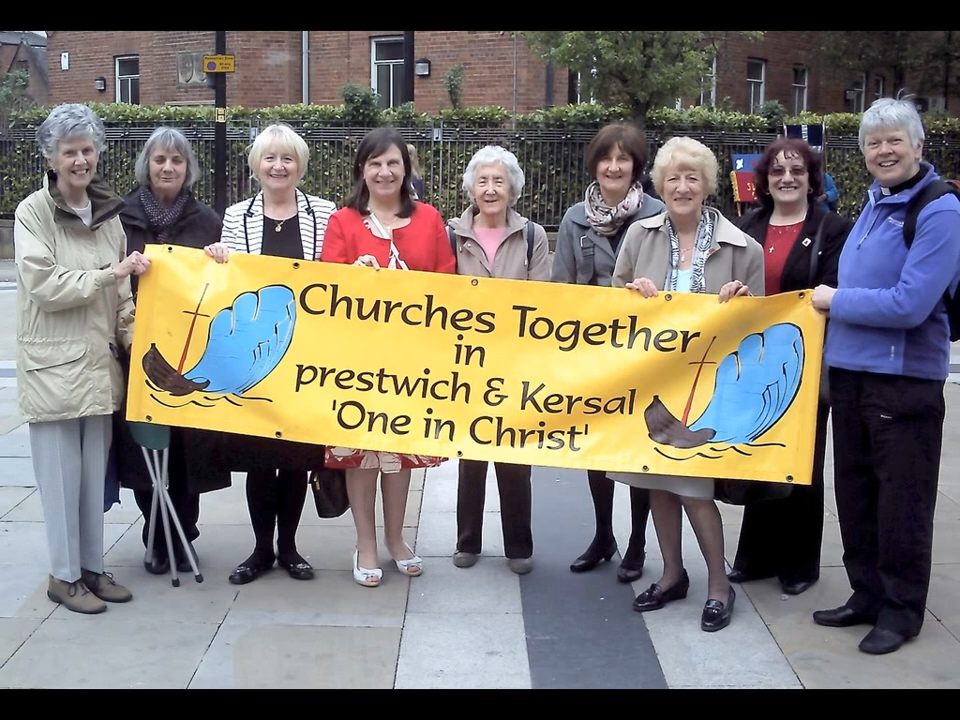 Churches Together
in
prestwich & Kersal
'One in Christ'